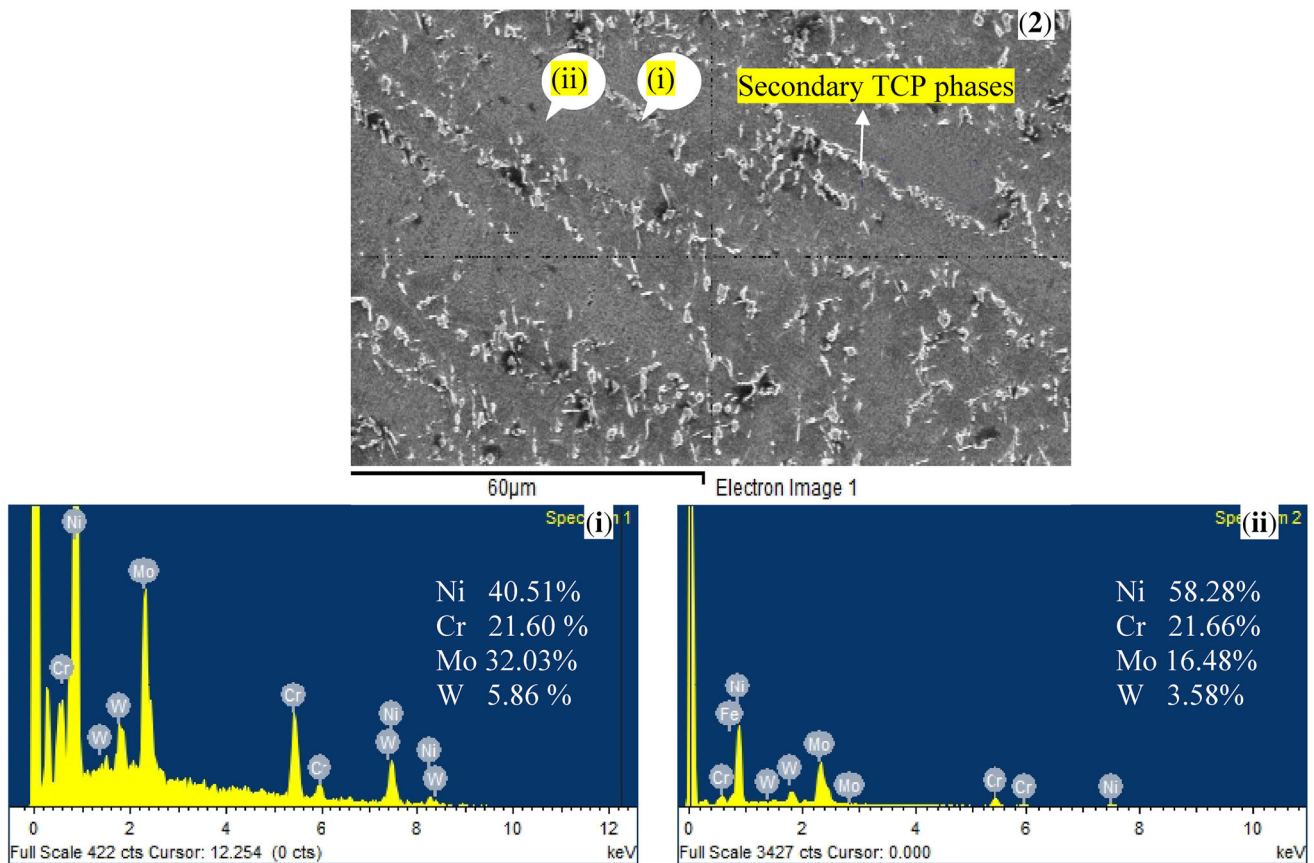 (2)
(ii)
(i)
Secondary TCP phases
60µm
Electron Image 1
(i)
Ni
Mo
Cr
W
W
Cr
Cr
Ni
W
Ni
W
Ni 40.51%
Cr 21.60 %
Mo 32.03%
W 5.86 %
0 2 4 6 8 10 12
Full Scale 422 cts Cursor: 12.254 (0 cts) keV
(ii)
Ni
Fe
Cr
W
W
Mo
Mo
Cr
Cr
Ni
Ni 58.28%
Cr 21.66%
Mo 16.48%
W 3.58%
0 2 4 6 8 10
Full Scale 3427 cts Cursor: 0.000 keV